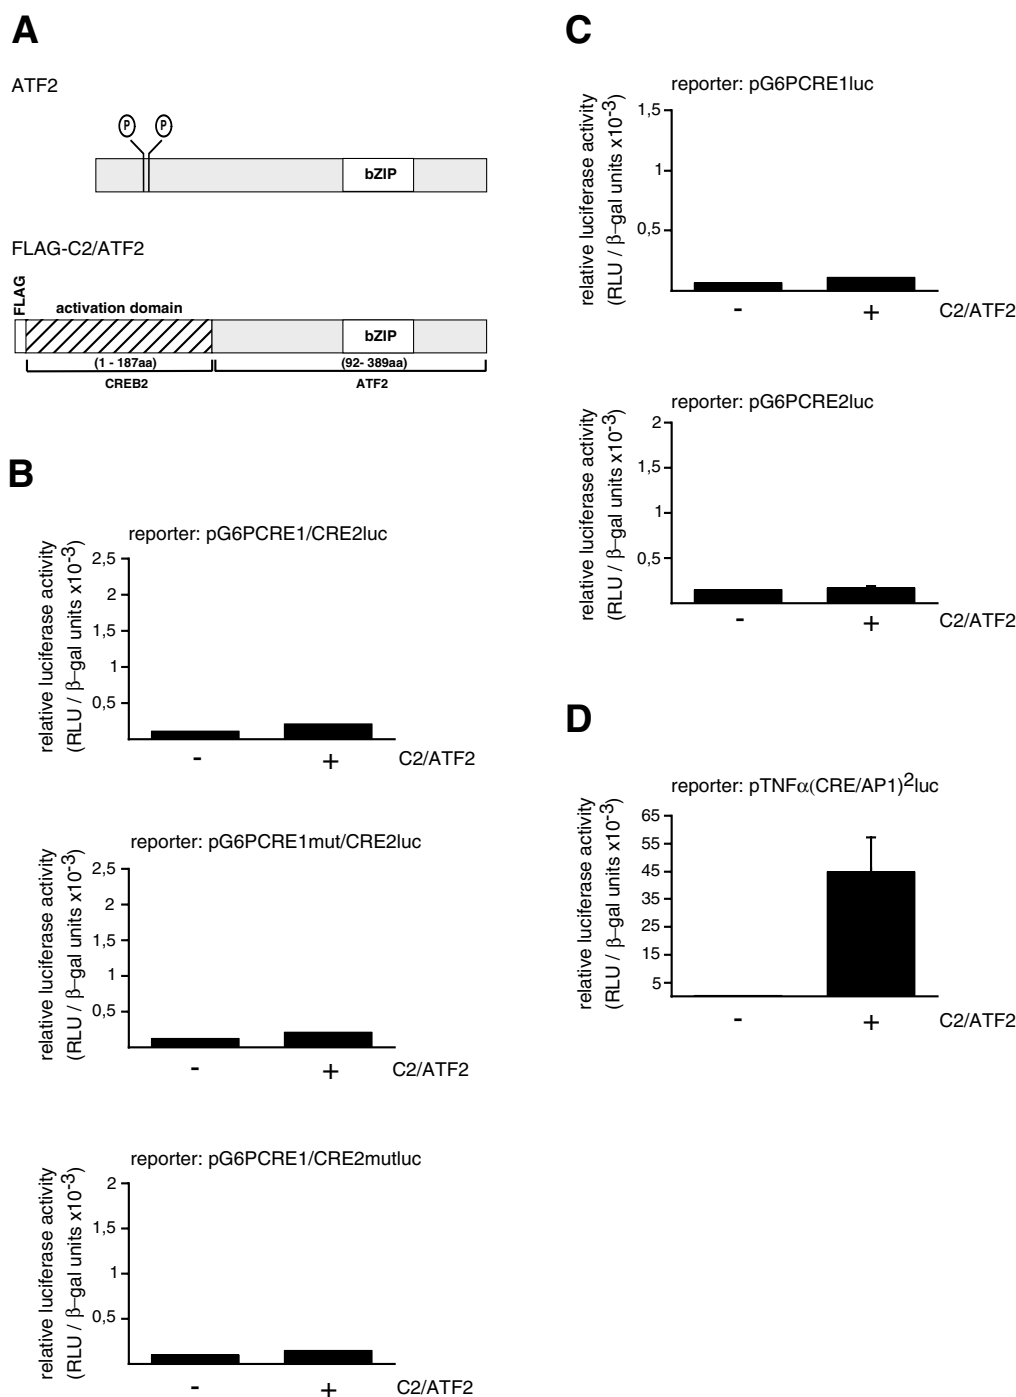 A
ATF2
P P
bZIP
FLAG-C2/ATF2
FLAG
activation domain
bZIP
(1 - 187aa) (92- 389aa)
CREB2 ATF2
B
reporter: pG6PCRE1/CRE2luc
relative luciferase activity
(RLU / β–gal units x10-3)
2,5
2
1,5
1
0,5
- + C2/ATF2
reporter: pG6PCRE1mut/CRE2luc
relative luciferase activity
(RLU / β–gal units x10-3)
2,5
2
1,5
1
0,5
- + C2/ATF2
reporter: pG6PCRE1/CRE2mutluc
relative luciferase activity
(RLU / β–gal units x10-3)
2
1,5
1
0,5
- + C2/ATF2
C
reporter: pG6PCRE1luc
relative luciferase activity
(RLU / β–gal units x10-3)
1,5
1
0,5
- + C2/ATF2
reporter: pG6PCRE2luc
relative luciferase activity
(RLU / β–gal units x10-3)
2
1,5
1
0,5
- + C2/ATF2
D
reporter: pTNFα(CRE/AP1)2luc
relative luciferase activity
(RLU / β–gal units x10-3)
65
55
45
35
25
15
5
- + C2/ATF2